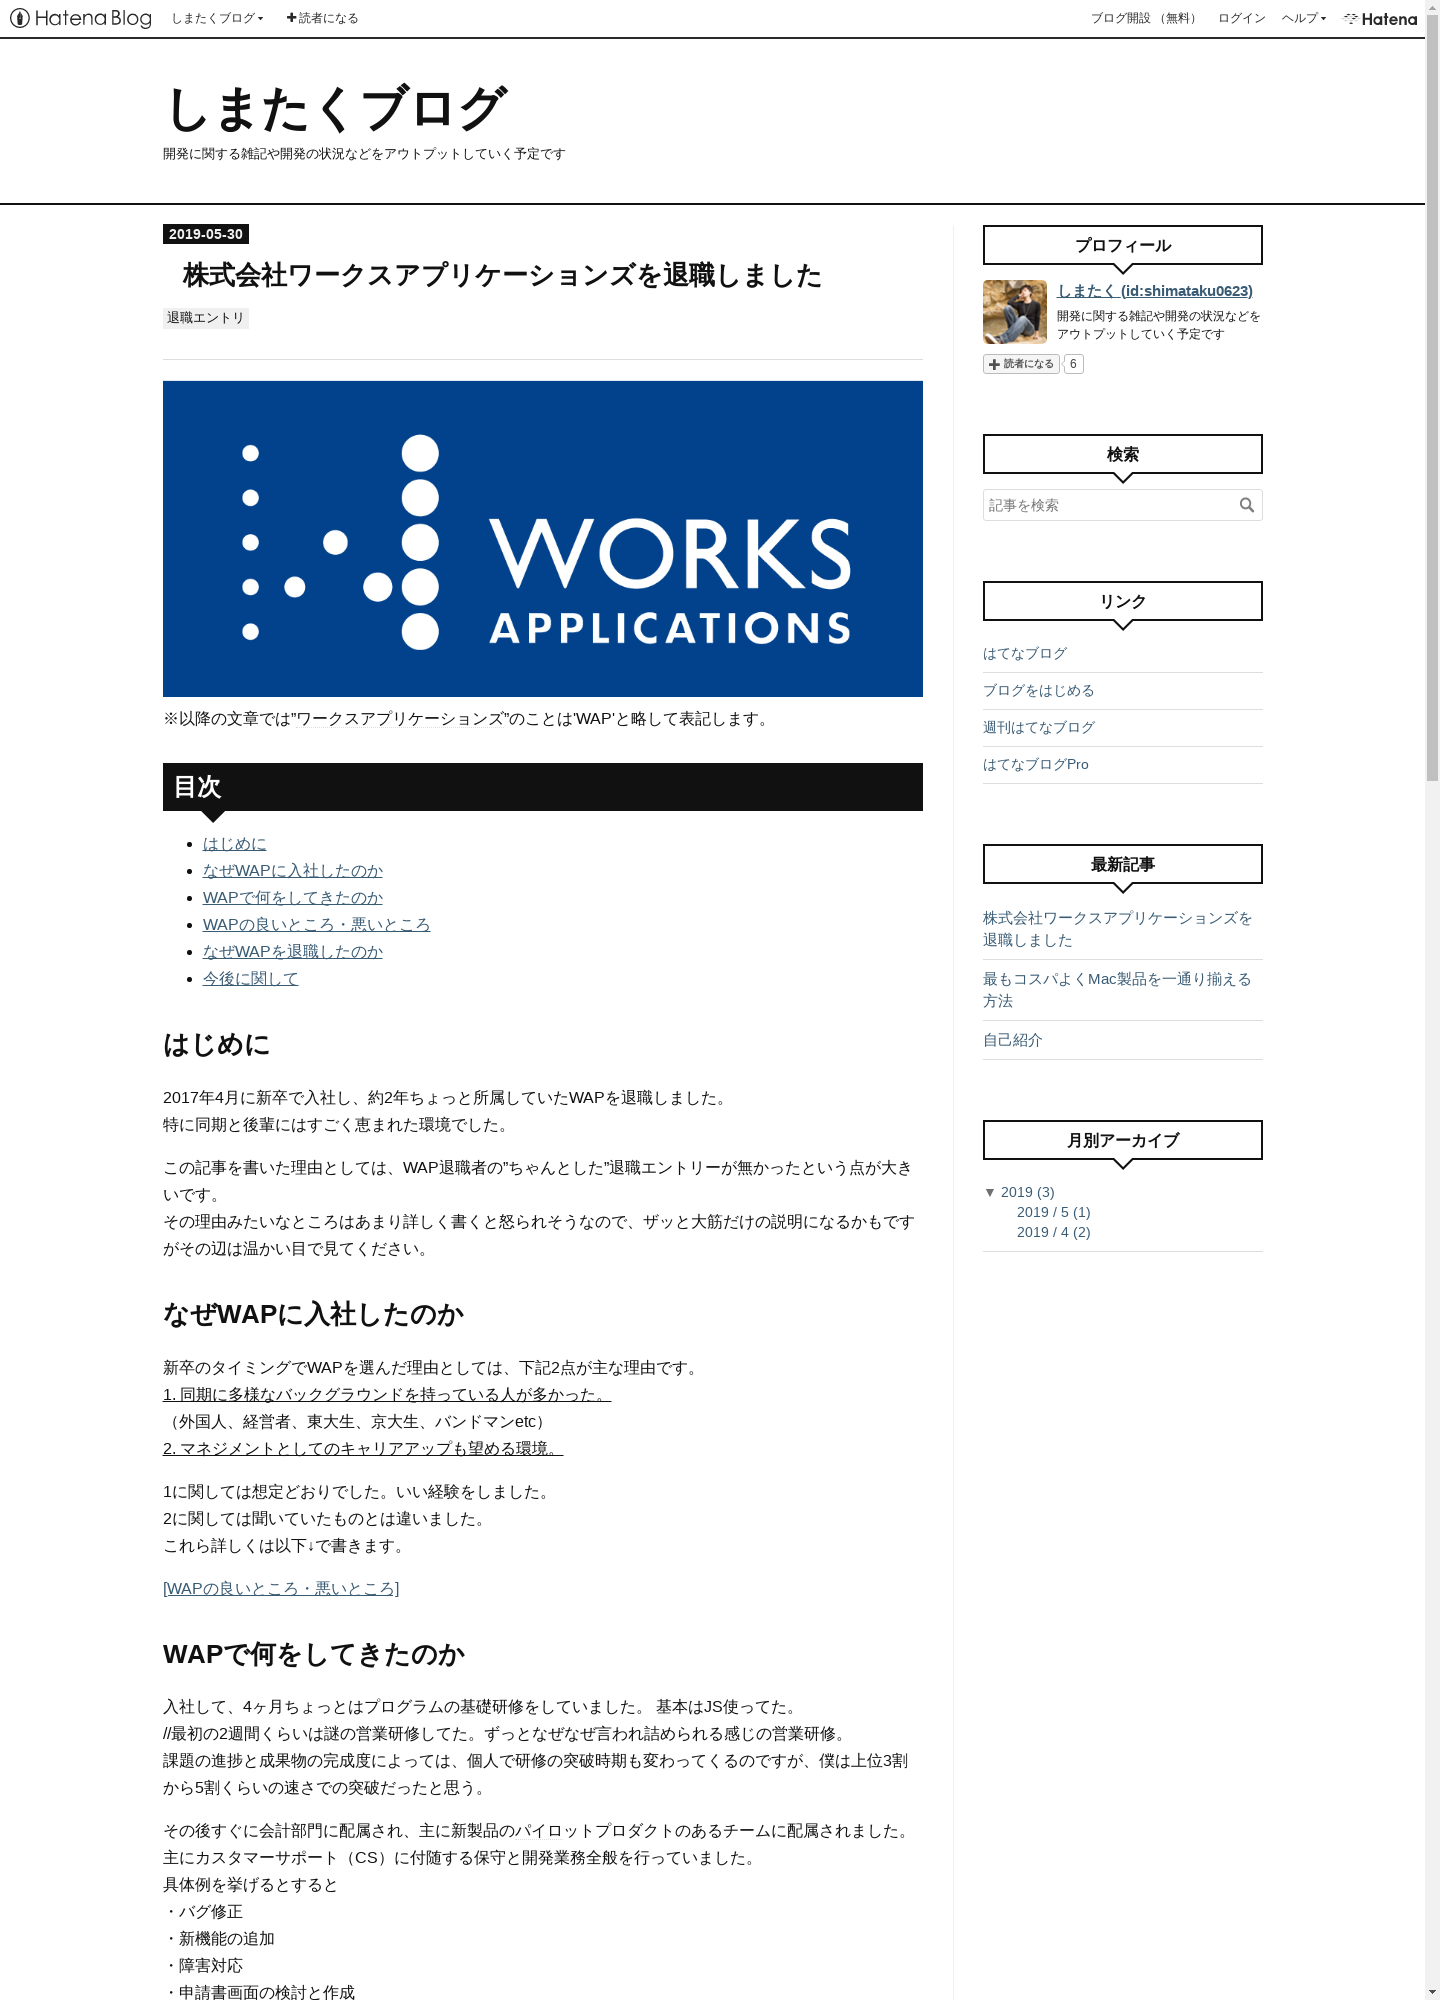 Hatena Blog
しまたくブログ
読者になる
ブログ開設 （無料）
ログイン
ヘルプ
Hatena
しまたくブログ
開発に関する雑記や開発の状況などをアウトプットしていく予定です
2019-05-30
株式会社ワークスアプリケーションズを退職しました
退職エントリ
WORKS
APPLICATIONS
※以降の文章では”ワークスアプリケーションズ”のことは'WAP'と略して表記します。
目次
はじめに
なぜWAPに入社したのか
WAPで何をしてきたのか
WAPの良いところ・悪いところ
なぜWAPを退職したのか
今後に関して
はじめに
2017年4月に新卒で入社し、約2年ちょっと所属していたWAPを退職しました。
特に同期と後輩にはすごく恵まれた環境でした。
この記事を書いた理由としては、WAP退職者の”ちゃんとした”退職エントリーが無かったという点が大き
いです。
その理由みたいなところはあまり詳しく書くと怒られそうなので、ザッと大筋だけの説明になるかもです
がその辺は温かい目で見てください。
なぜWAPに入社したのか
新卒のタイミングでWAPを選んだ理由としては、下記2点が主な理由です。
1. 同期に多様なバックグラウンドを持っている人が多かった。
（外国人、経営者、東大生、京大生、バンドマンetc）
2. マネジメントとしてのキャリアアップも望める環境。
1に関しては想定どおりでした。いい経験をしました。
2に関しては聞いていたものとは違いました。
これら詳しくは以下↓で書きます。
[WAPの良いところ・悪いところ]
WAPで何をしてきたのか
入社して、4ヶ月ちょっとはプログラムの基礎研修をしていました。 基本はJS使ってた。
//最初の2週間くらいは謎の営業研修してた。ずっとなぜなぜ言われ詰められる感じの営業研修。
課題の進捗と成果物の完成度によっては、個人で研修の突破時期も変わってくるのですが、僕は上位3割
から5割くらいの速さでの突破だったと思う。
その後すぐに会計部門に配属され、主に新製品のパイロットプロダクトのあるチームに配属されました。
主にカスタマーサポート（CS）に付随する保守と開発業務全般を行っていました。
具体例を挙げるとすると
・バグ修正
・新機能の追加
・障害対応
・申請書画面の検討と作成
プロフィール
しまたく (id:shimataku0623)
開発に関する雑記や開発の状況などを
アウトプットしていく予定です
読者になる 6
検索
記事を検索
リンク
はてなブログ
ブログをはじめる
週刊はてなブログ
はてなブログPro
最新記事
株式会社ワークスアプリケーションズを
退職しました
最もコスパよくMac製品を一通り揃える
方法
自己紹介
月別アーカイブ
▼ 2019 (3)
2019 / 5 (1)
2019 / 4 (2)